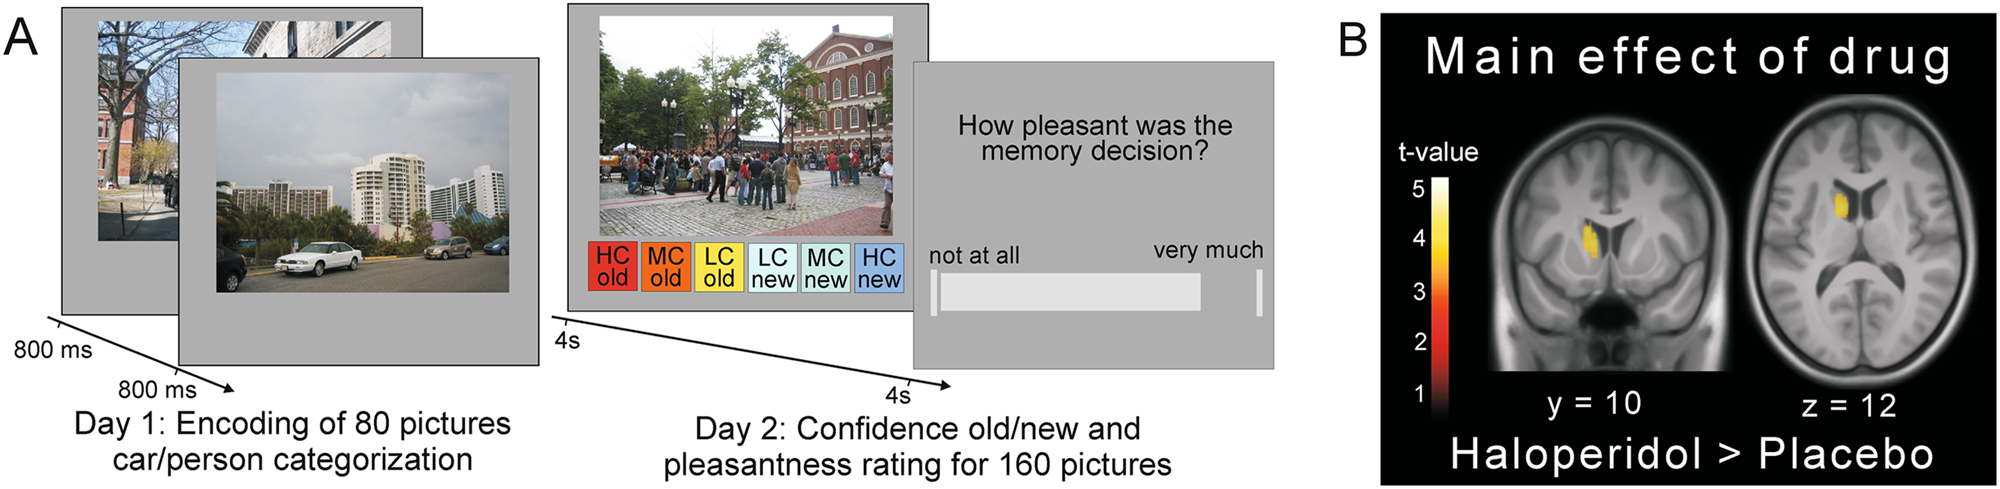 A
800 ms
800 ms
Day 1: Encoding of 80 pictures
car/person categorization
HC
old
MC
old
LC
old
LC
new
MC
new
HC
new
How pleasant was the
memory decision?
not at all
very much
4s
4s
Day 2: Confidence old/new and
pleasantness rating for 160 pictures
B
Main effect of drug
t-value
5
4
3
2
1
y = 10
z = 12
Haloperidol > Placebo